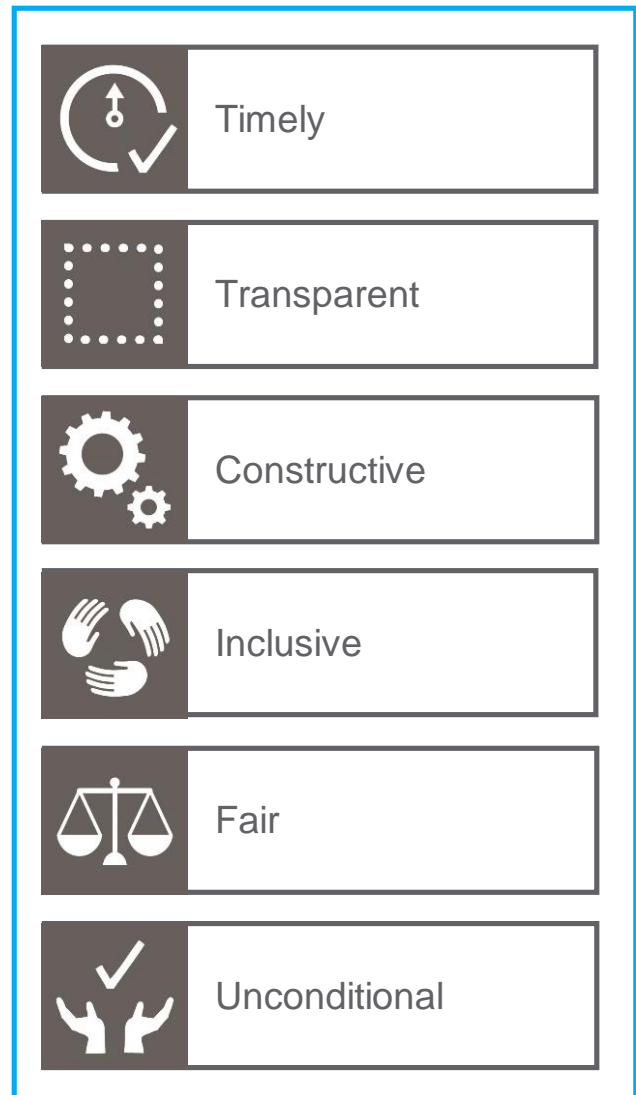 Timely
Transparent
Constructive
Inclusive
Fair
Unconditional